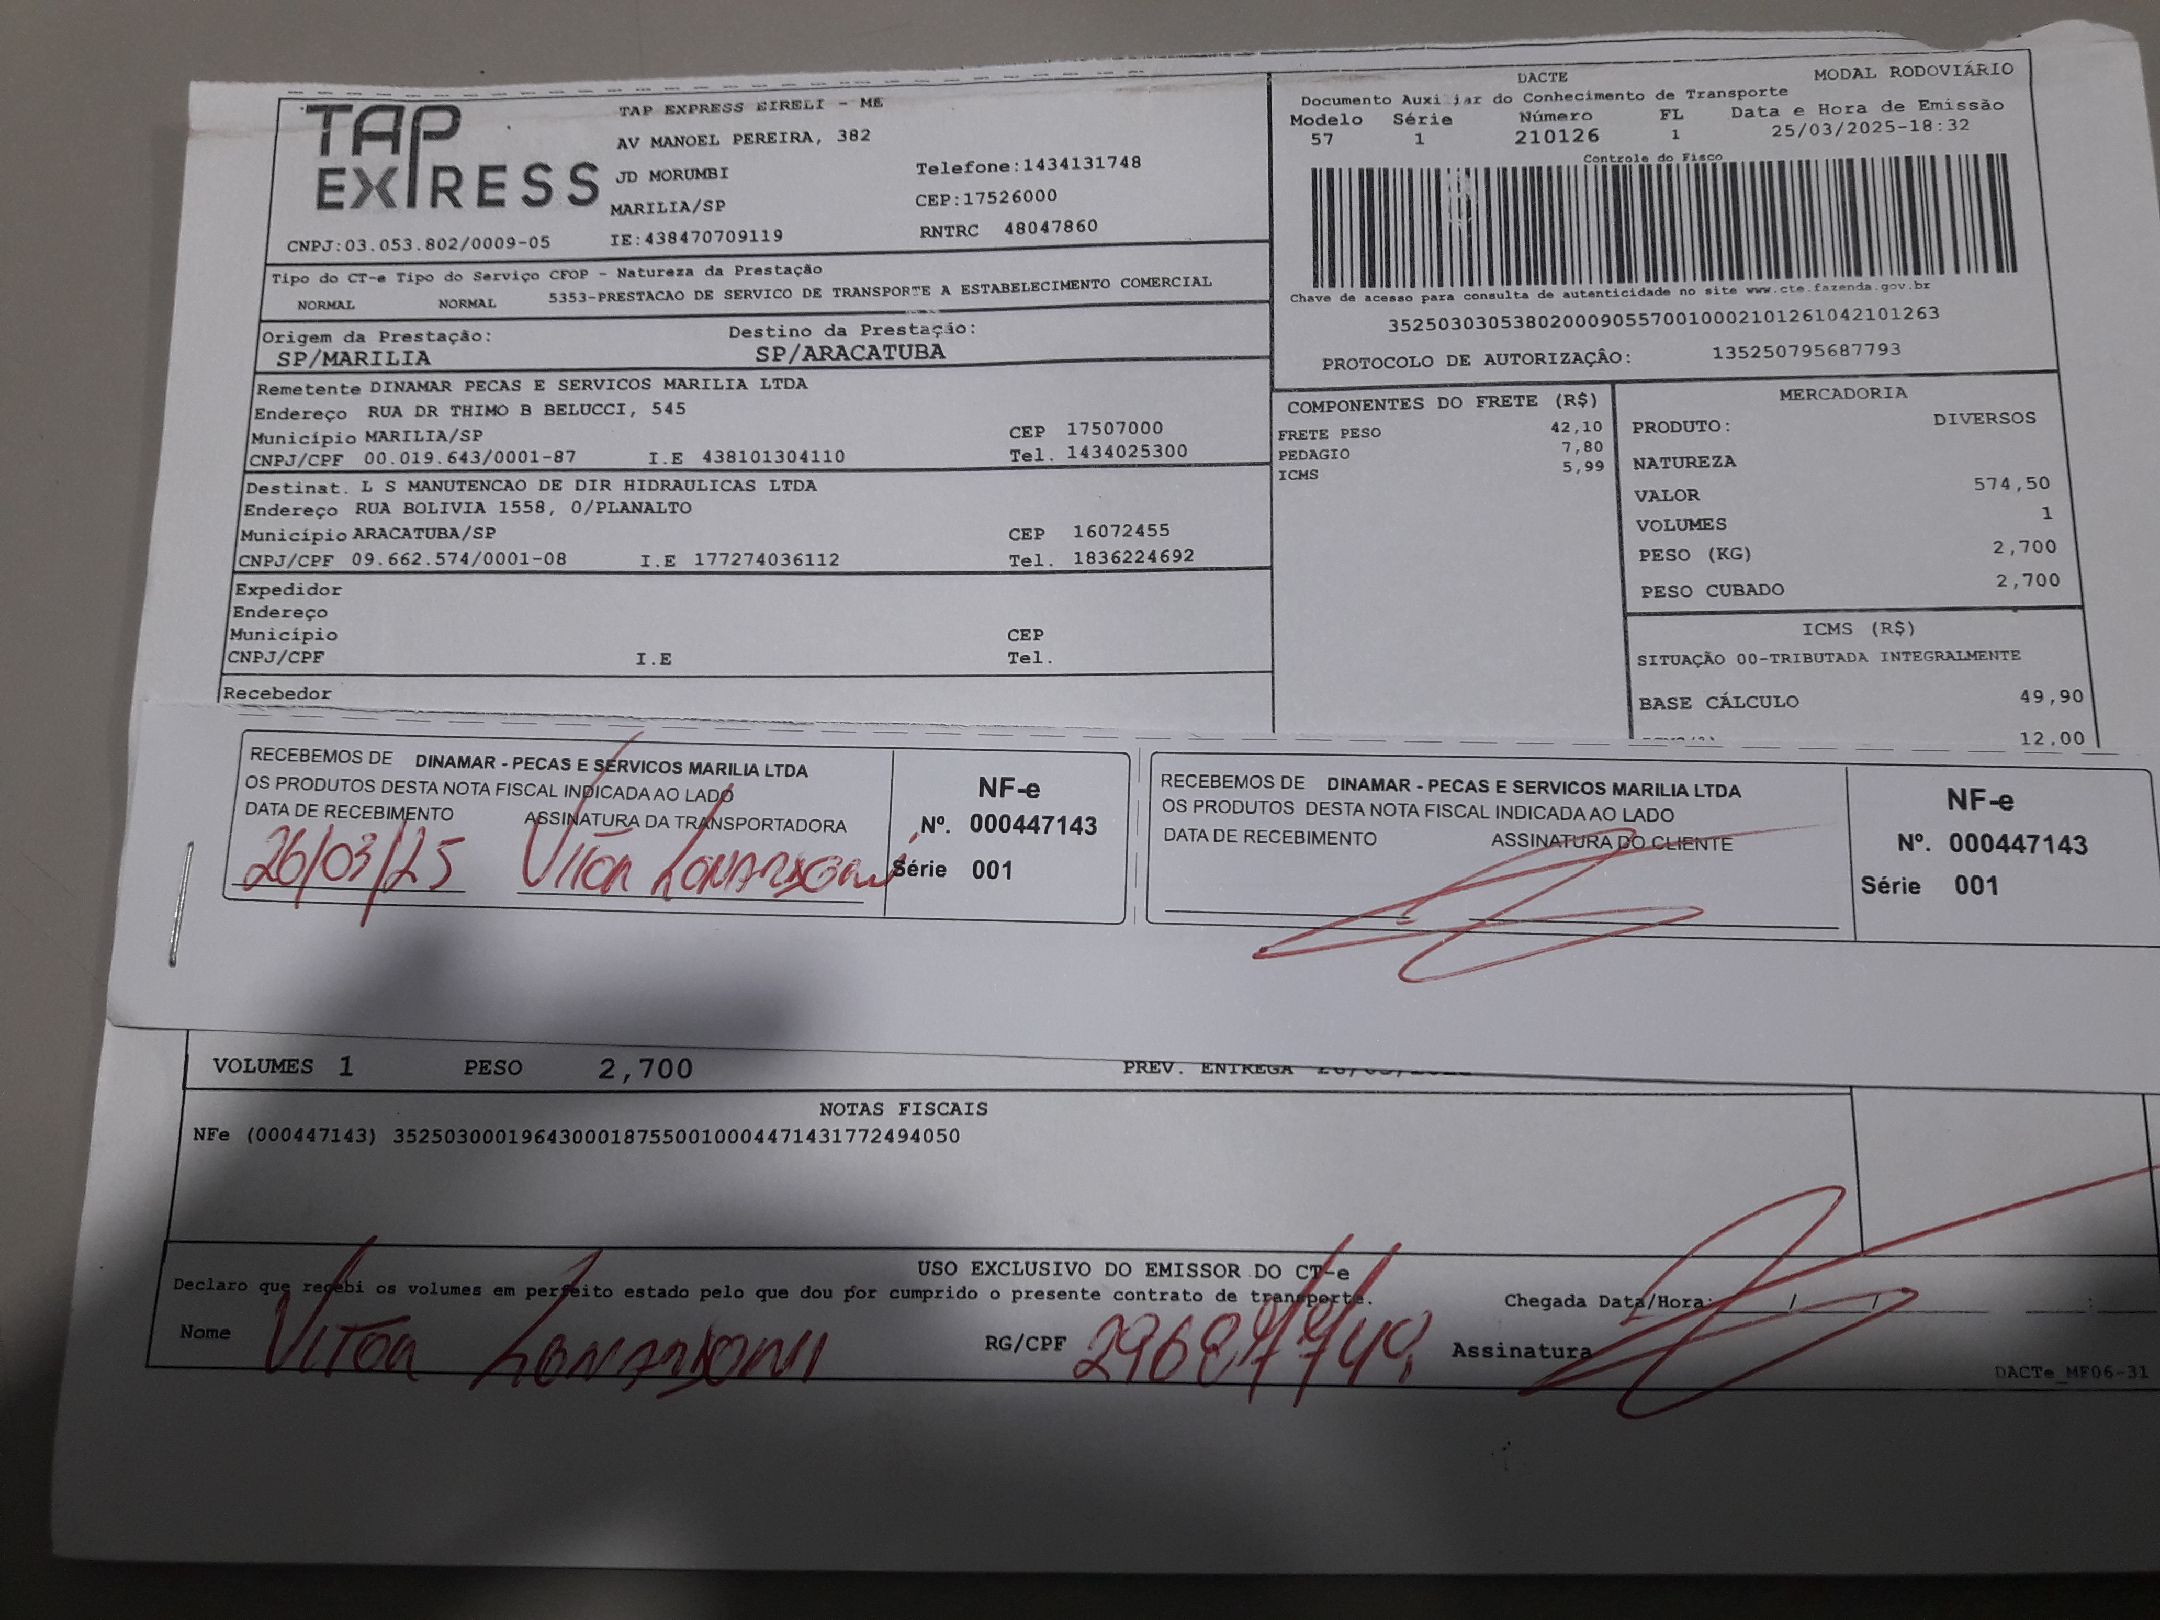 TAP EXPRESS
TAP EXPRESS EIRELI - ME
AV MANOEL PEREIRA, 382
JD MORUMBI
Telefone:1434131748
MARILIA/SP
CEP:17526000
CNPJ:03.053.802/0009-05
IE:438470709119
RNTRC 48047860
DACTE
MODAL RODOVIÁRIO
Documento Auxiliar do Conhecimento de Transporte
Modelo Série Número FL Data e Hora de Emissão
57 1 210126 1 25/03/2025-18:32
Controle do Fisco
Chave de acesso para consulta de autenticidade no site www.cte.fazenda.gov.br
35250303053802000905570010002101261042101263
PROTOCOLO DE AUTORIZAÇÂO: 135250795687793
Tipo do CT-e Tipo do Serviço CFOP - Natureza da Prestação
NORMAL NORMAL 5353-PRESTACAO DE SERVICO DE TRANSPORTE A ESTABELECIMENTO COMERCIAL
Origem da Prestação: Destino da Prestação:
SP/MARILIA SP/ARACATUBA
Remetente DINAMAR PECAS E SERVICOS MARILIA LTDA
Endereço RUA DR THIMO B BELUCCI, 545
Município MARILIA/SP CEP 17507000
CNPJ/CPF 00.019.643/0001-87 I.E 438101304110 Tel. 1434025300
Destinat. L S MANUTENCAO DE DIR HIDRAULICAS LTDA
Endereço RUA BOLIVIA 1558, 0/PLANALTO
Município ARACATUBA/SP CEP 16072455
CNPJ/CPF 09.662.574/0001-08 I.E 177274036112 Tel. 1836224692
Expedidor
Endereço
Município CEP
CNPJ/CPF I.E Tel.
Recebedor
COMPONENTES DO FRETE (R$)
FRETE PESO 42,10
PEDAGIO 7,80
ICMS 5,99
MERCADORIA
PRODUTO: DIVERSOS
NATUREZA
VALOR 574,50
VOLUMES 1
PESO (KG) 2,700
PESO CUBADO 2,700
ICMS (R$)
SITUAÇÃO 00-TRIBUTADA INTEGRALMENTE
BASE CÁLCULO 49,90
12,00
RECEBEMOS DE DINAMAR - PECAS E SERVICOS MARILIA LTDA
OS PRODUTOS DESTA NOTA FISCAL INDICADA AO LADO
DATA DE RECEBIMENTO ASSINATURA DA TRANSPORTADORA
26/03/25
NF-e
Nº. 000447143
Série 001
RECEBEMOS DE DINAMAR - PECAS E SERVICOS MARILIA LTDA
OS PRODUTOS DESTA NOTA FISCAL INDICADA AO LADO
DATA DE RECEBIMENTO ASSINATURA DO CLIENTE
NF-e
Nº. 000447143
Série 001
VOLUMES 1 PESO 2,700 PREV. ENTREGA
NOTAS FISCAIS
NFe (000447143) 35250300019643000187550010004471431772494050
USO EXCLUSIVO DO EMISSOR DO CT-e
Declaro que recebi os volumes em perfeito estado pelo que dou por cumprido o presente contrato de transporte.
Chegada Data/Hora: / / :
Nome Vitor RG/CPF Assinatura
DACTe_MF06-31